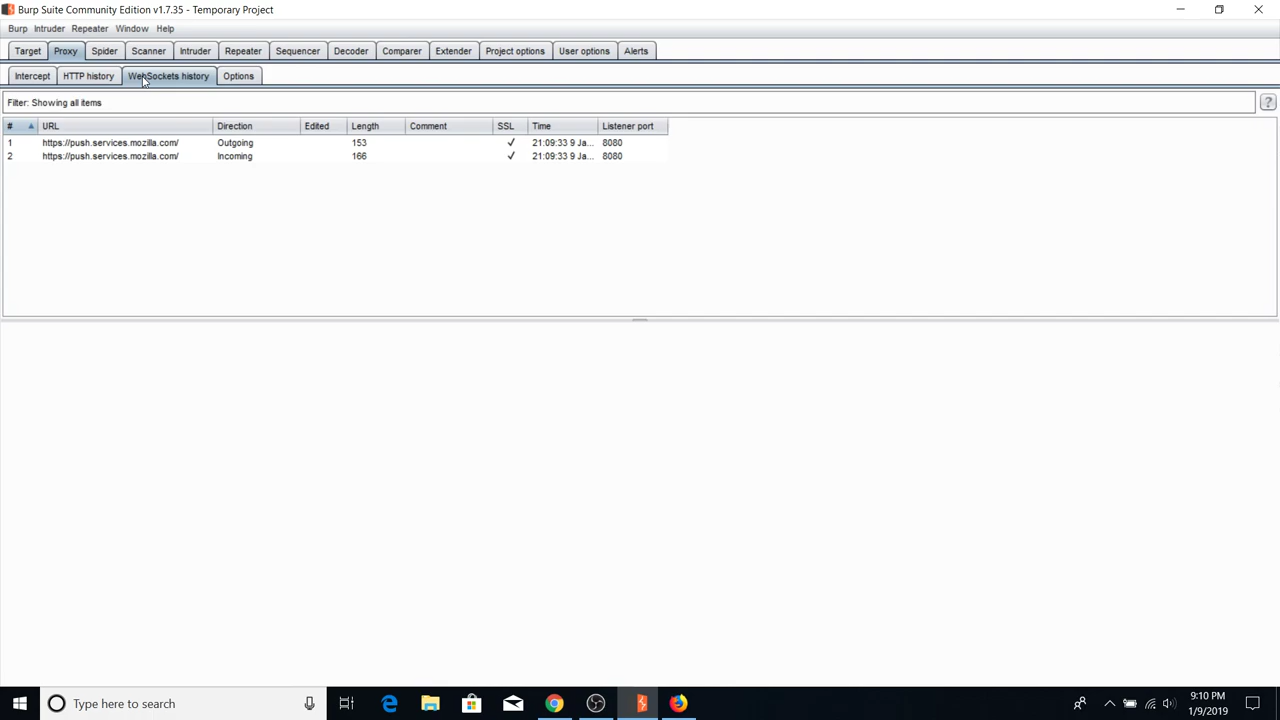 Burp Suite Community Edition v1.7.35 - Temporary Project
Burp Intruder Repeater Window Help
Target Proxy Spider Scanner Intruder Repeater Sequencer Decoder Comparer Extender Project options User options Alerts
Intercept HTTP history WebSockets history Options
Filter: Showing all items ?
# URL Direction Edited Length Comment SSL Time Listener port
1 https://push.services.mozilla.com/ Outgoing 153 ✓ 21:09:33 9 Ja... 8080
2 https://push.services.mozilla.com/ Incoming 166 ✓ 21:09:33 9 Ja... 8080
Type here to search
9:10 PM
1/9/2019